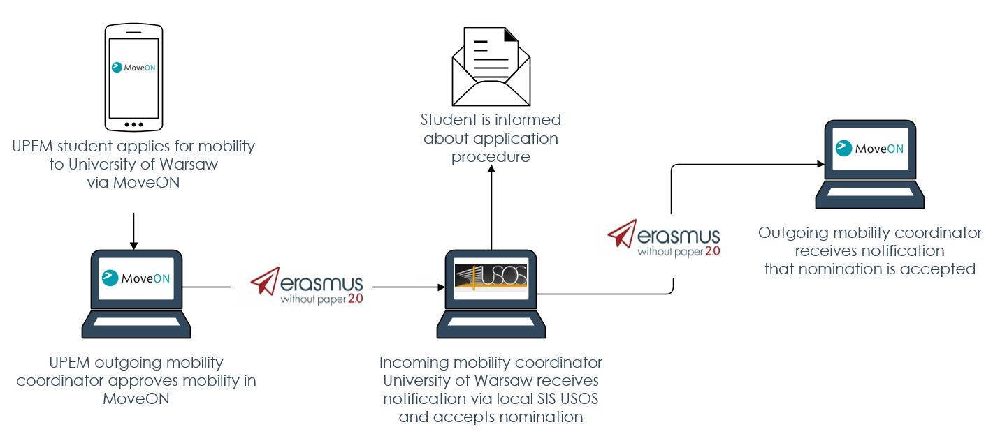 MoveON
UPEM student applies for mobility
to University of Warsaw
via MoveON
MoveON
UPEM outgoing mobility
coordinator approves mobility in
MoveON
erasmus
without paper 2.0
Student is informed
about application
procedure
USOS
Incoming mobility coordinator
University of Warsaw receives
notification via local SIS USOS
and accepts nomination
erasmus
without paper 2.0
MoveON
Outgoing mobility coordinator
receives notification
that nomination is accepted